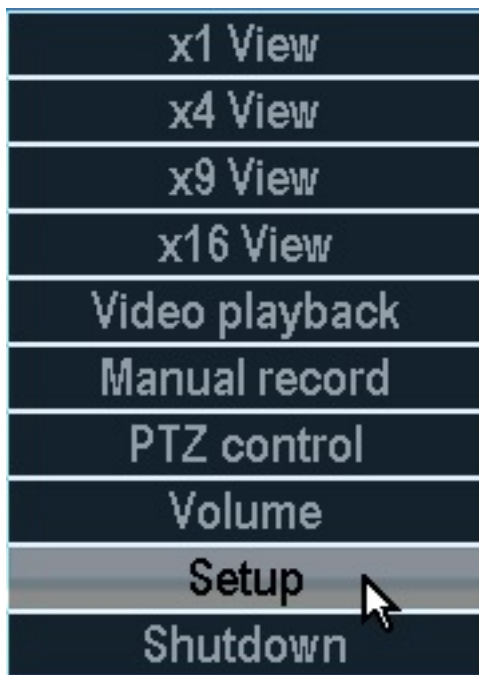 x1 View
x4 View
x9 View
x16 View
Video playback
Manual record
PTZ control
Volume
Setup
Shutdown